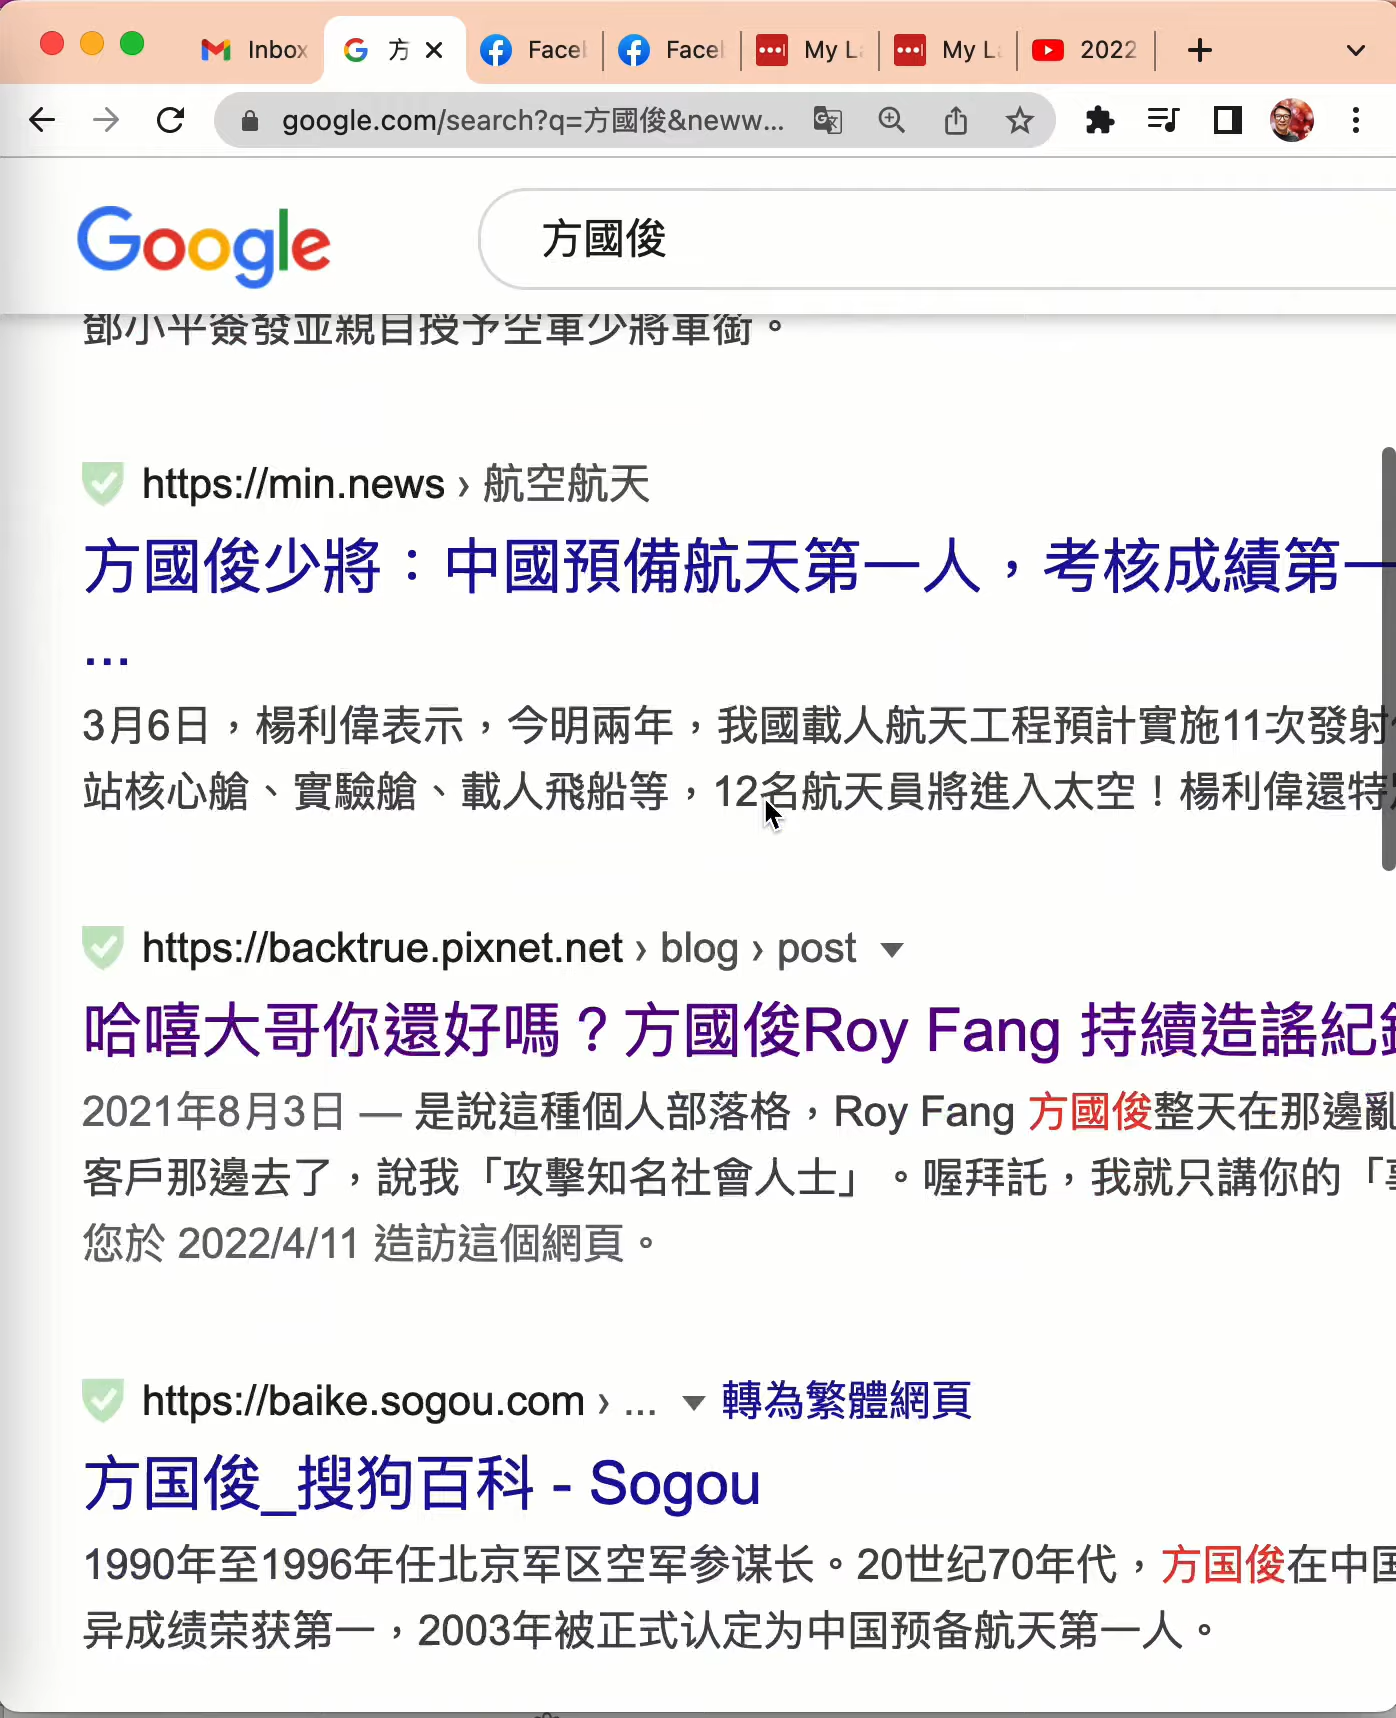 Inbox
方
Faceb
Faceb
My La
My La
2022
google.com/search?q=方國俊&neww...
Google
方國俊
鄧小平簽發並親自授予空軍少將軍銜。
https://min.news › 航空航天
方國俊少將：中國預備航天第一人，考核成績第一
...
3月6日，楊利偉表示，今明兩年，我國載人航天工程預計實施11次發射
站核心艙、實驗艙、載人飛船等，12名航天員將進入太空！楊利偉還特
https://backtrue.pixnet.net › blog › post
哈嘻大哥你還好嗎？方國俊Roy Fang 持續造謠紀錄
2021年8月3日 — 是說這種個人部落格，Roy Fang 方國俊整天在那邊亂
客戶那邊去了，說我「攻擊知名社會人士」。喔拜託，我就只講你的「
您於 2022/4/11 造訪這個網頁。
https://baike.sogou.com › ... 轉為繁體網頁
方国俊_搜狗百科 - Sogou
1990年至1996年任北京军区空军参谋长。20世纪70年代，方国俊在中国
异成绩荣获第一，2003年被正式认定为中国预备航天第一人。